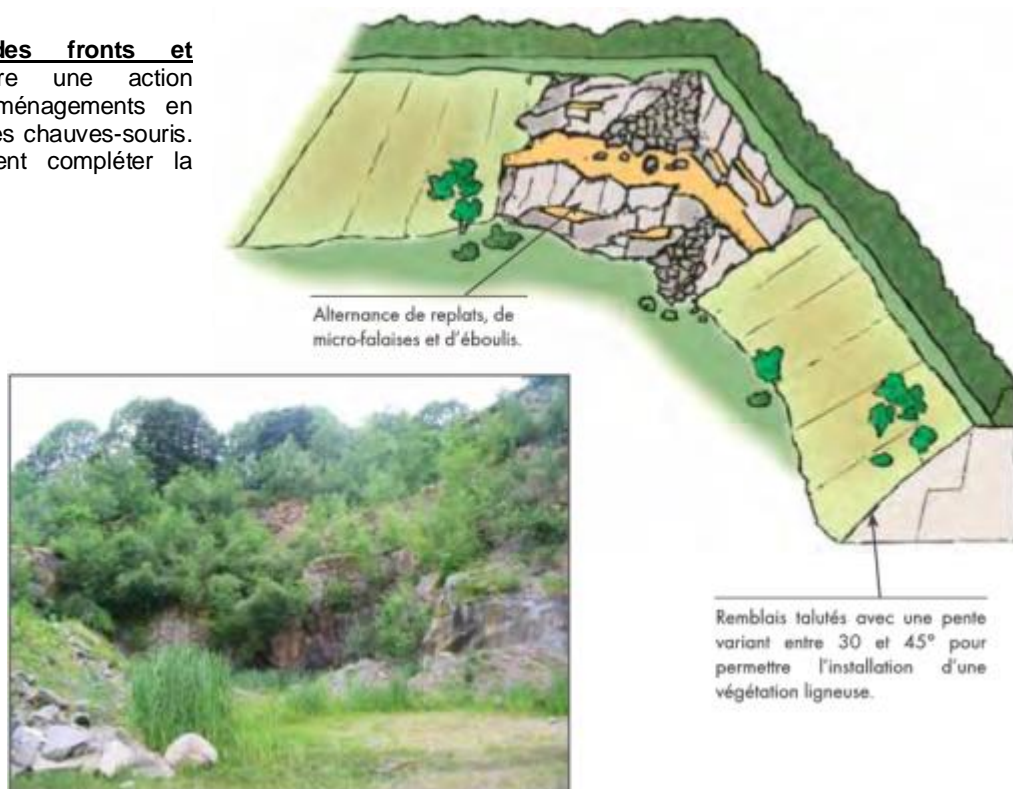 des fronts et
re une action
ménagements en
es chauves-souris.
ent compléter la
Alternance de replats, de
micro-falaises et d'éboulis.
Remblais talutés avec une pente
variant entre 30 et 45° pour
permettre l'installation d'une
végétation ligneuse.